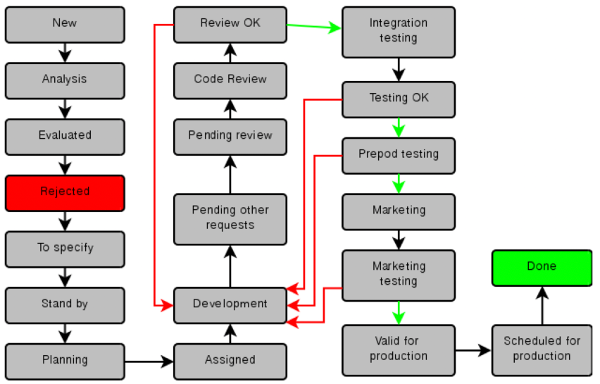 New
Analysis
Evaluated
Rejected
To specify
Stand by
Planning
Review OK
Code Review
Pending review
Pending other
requests
Development
Assigned
Integration
testing
Testing OK
Prepod testing
Marketing
Marketing
testing
Valid for
production
Done
Scheduled for
production